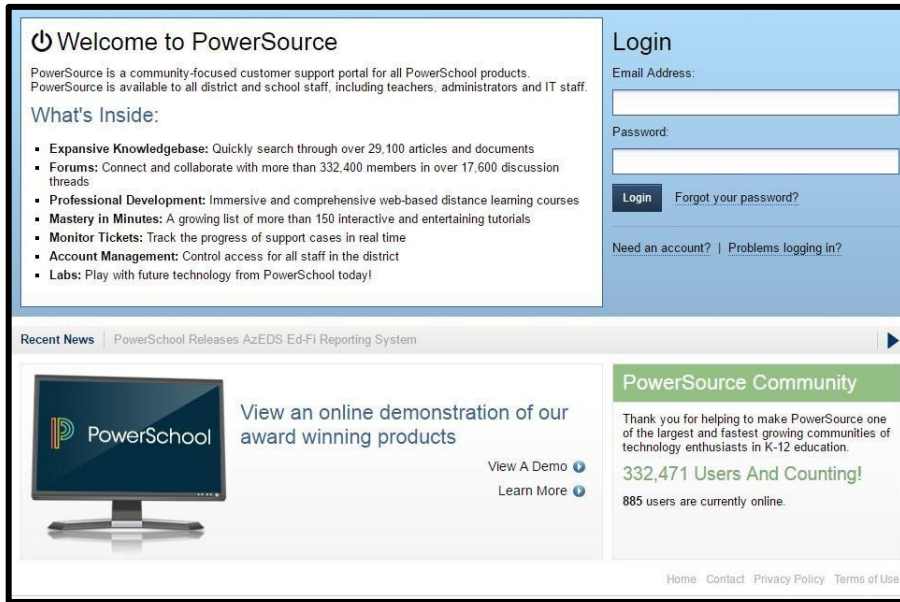 Welcome to PowerSource
PowerSource is a community-focused customer support portal for all PowerSchool products.
PowerSource is available to all district and school staff, including teachers, administrators and IT staff.
What's Inside:
Expansive Knowledgebase: Quickly search through over 29,100 articles and documents
Forums: Connect and collaborate with more than 332,400 members in over 17,600 discussion
threads
Professional Development: Immersive and comprehensive web-based distance learning courses
Mastery in Minutes: A growing list of more than 150 interactive and entertaining tutorials
Monitor Tickets: Track the progress of support cases in real time
Account Management: Control access for all staff in the district
Labs: Play with future technology from PowerSchool today!
Login
Email Address:
Password:
Login Forgot your password?
Need an account? | Problems logging in?
Recent News PowerSchool Releases AzEDS Ed-Fi Reporting System
PowerSchool
View an online demonstration of our
award winning products
View A Demo
Learn More
PowerSource Community
Thank you for helping to make PowerSource one
of the largest and fastest growing communities of
technology enthusiasts in K-12 education.
332,471 Users And Counting!
885 users are currently online.
Home Contact Privacy Policy Terms of Use